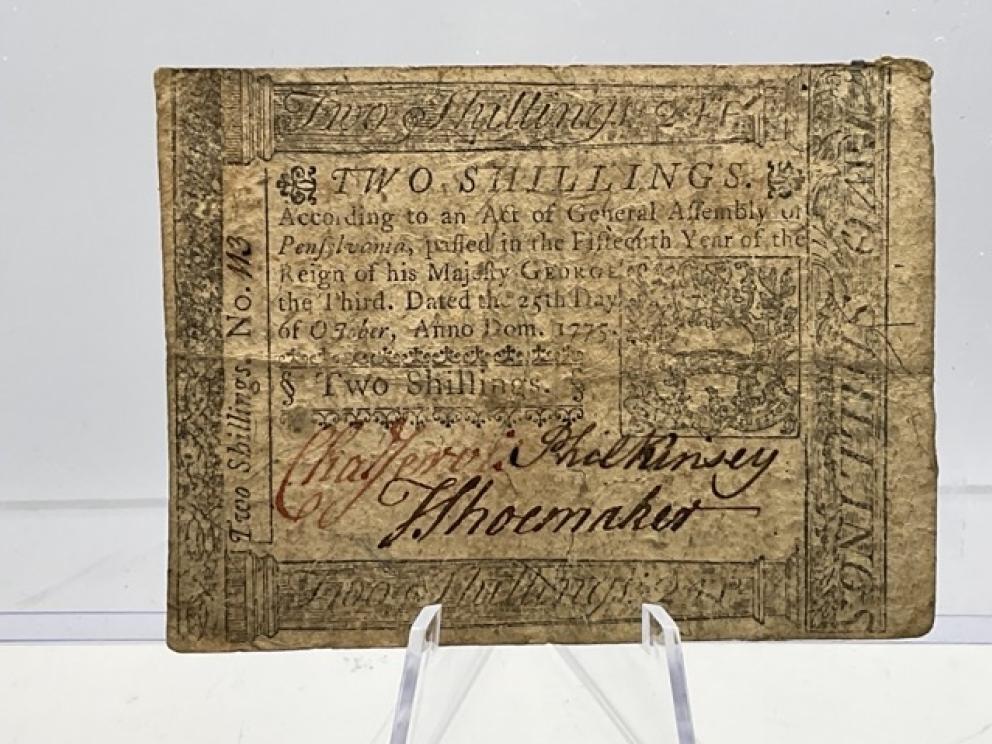 Two Shillings
TWO SHILLINGS.
According to an Act of General Assembly of
Pensylvania, passed in the Fifteenth Year of the
Reign of his Majesty GEORGE
the Third. Dated the 25th Day
of October, Anno Dom. 1775.
§ Two Shillings. §
Phil Kinsey
Shoemaker
Two Shillings
Two Shillings. No. 113
TWO SHILLINGS